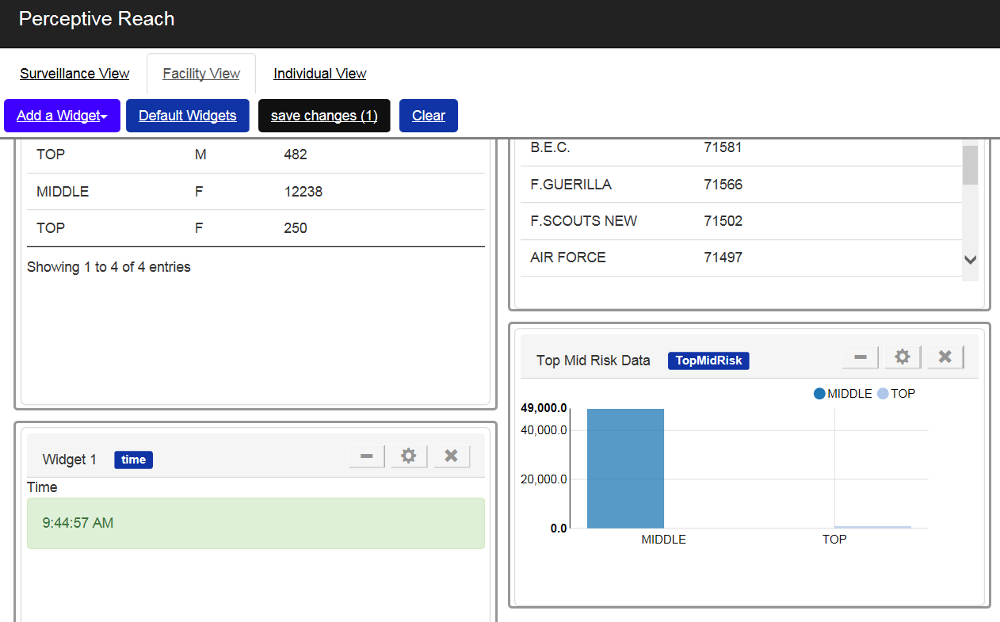 Perceptive Reach
Surveillance View
Facility View
Individual View
Add a Widget
Default Widgets
save changes (1)
Clear
TOP M 482
MIDDLE F 12238
TOP F 250
Showing 1 to 4 of 4 entries
B.E.C. 71581
F.GUERILLA 71566
F.SCOUTS NEW 71502
AIR FORCE 71497
Widget 1 time
Time
9:44:57 AM
Top Mid Risk Data TopMidRisk
MIDDLE TOP
49,000.0
40,000.0
20,000.0
0.0
MIDDLE TOP